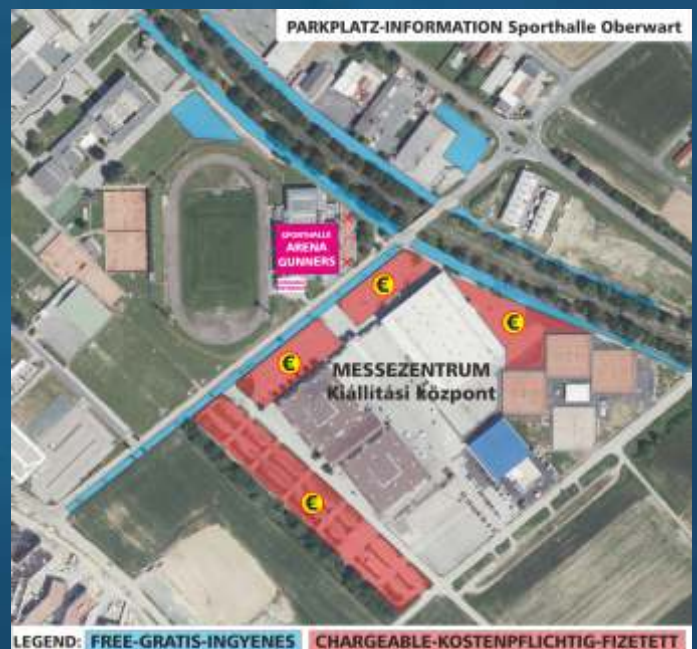 PARKPLATZ-INFORMATION Sporthalle Oberwart
SPORTHALLE
ARENA
GUNNERS
€
€
€
MESSEZENTRUM
Kiállítási Központ
€
LEGEND: FREE-GRATIS-INGYENES CHARGEABLE-KOSTENPFLICHTIG-FIZETETT